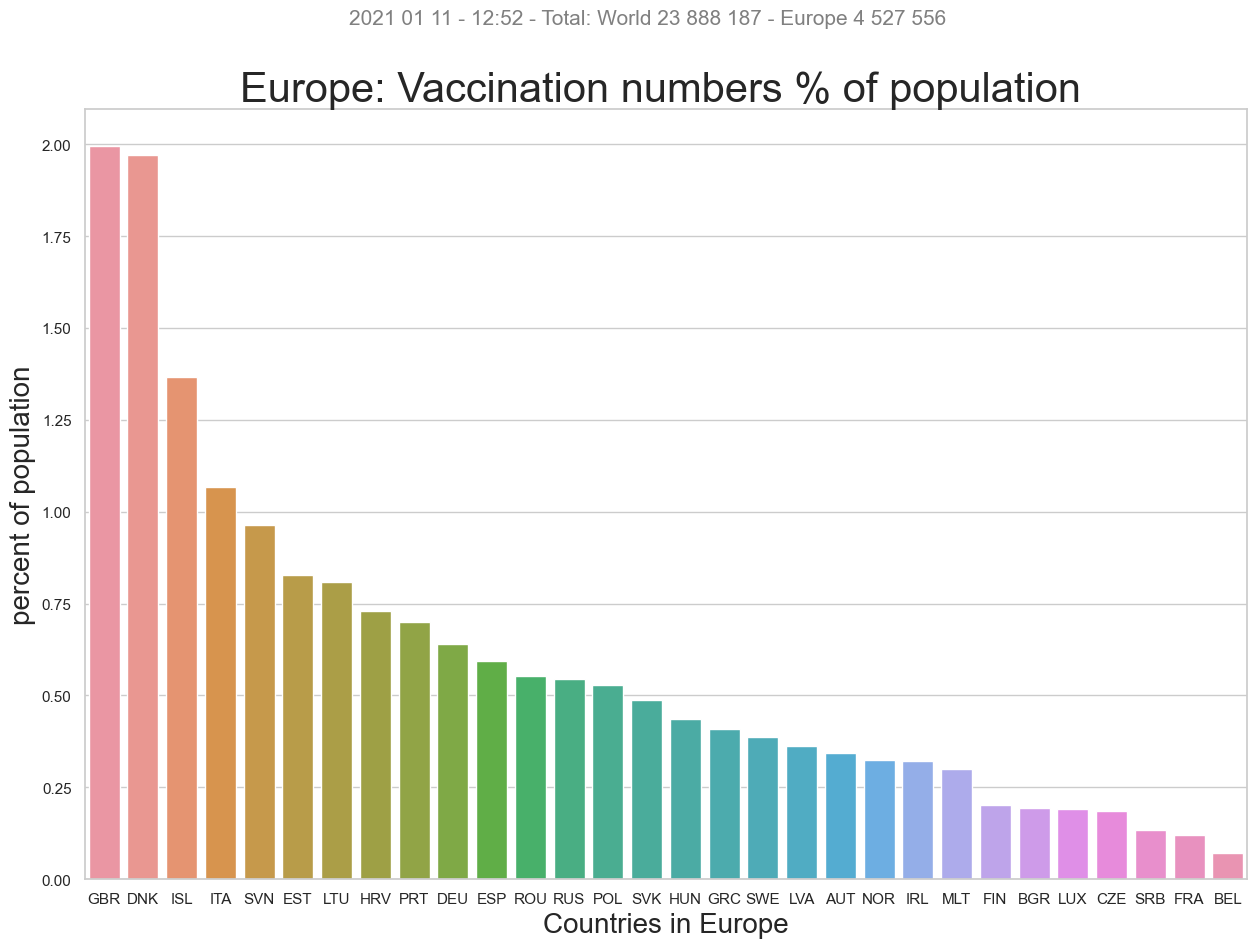 2021 01 11 - 12:52 - Total: World 23 888 187 - Europe 4 527 556
Europe: Vaccination numbers % of population
percent of population
2.00
1.75
1.50
1.25
1.00
0.75
0.50
0.25
0.00
GBR DNK ISL ITA SVN EST LTU HRV PRT DEU ESP ROU RUS POL SVK HUN GRC SWE LVA AUT NOR IRL MLT FIN BGR LUX CZE SRB FRA BEL
Countries in Europe